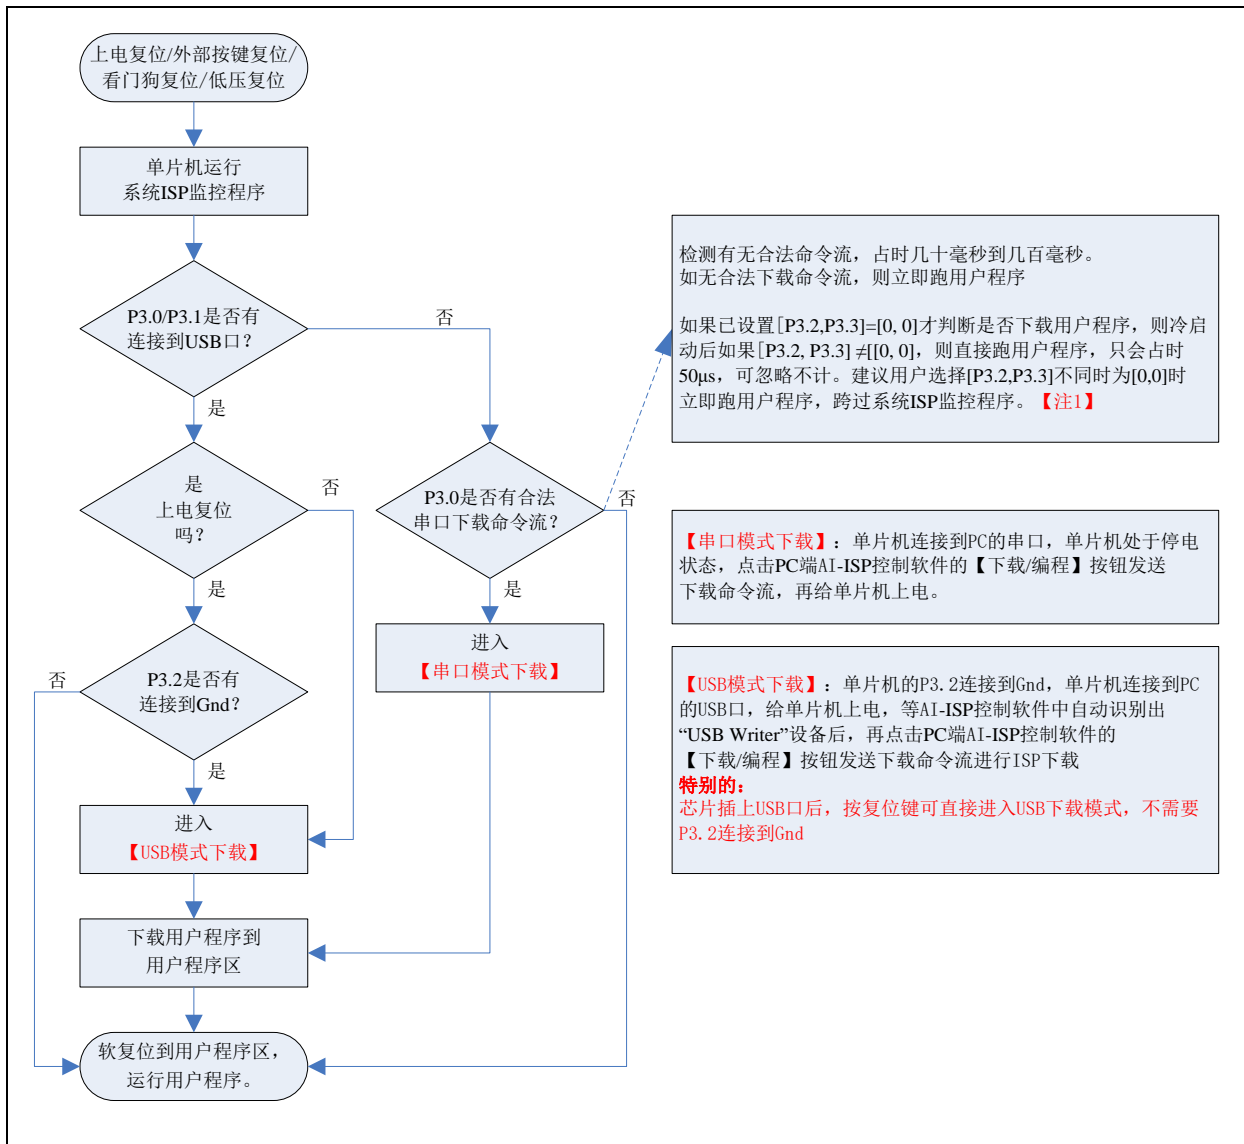 上电复位/外部按键复位/
看门狗复位/低压复位
单片机运行
系统ISP监控程序
P3.0/P3.1是否有
连接到USB口？
否
是
是
上电复位
吗？
否
是
P3.2是否有
连接到Gnd？
否
是
进入
【USB模式下载】
下载用户程序到
用户程序区
软复位到用户程序区，
运行用户程序。
P3.0是否有合法
串口下载命令流？
否
是
进入
【串口模式下载】
检测有无合法命令流，占时几十毫秒到几百毫秒。
如无合法下载命令流，则立即跑用户程序
如果已设置[P3.2,P3.3]=[0, 0]才判断是否下载用户程序，则冷启
动后如果[P3.2, P3.3] ≠[[0, 0]，则直接跑用户程序，只会占时
50μs，可忽略不计。建议用户选择[P3.2,P3.3]不同时为[0,0]时
立即跑用户程序，跨过系统ISP监控程序。【注1】
【串口模式下载】：单片机连接到PC的串口，单片机处于停电
状态，点击PC端AI-ISP控制软件的【下载/编程】按钮发送
下载命令流，再给单片机上电。
【USB模式下载】：单片机的P3.2连接到Gnd，单片机连接到PC
的USB口，给单片机上电，等AI-ISP控制软件中自动识别出
“USB Writer”设备后，再点击PC端AI-ISP控制软件的
【下载/编程】按钮发送下载命令流进行ISP下载
特别的：
芯片插上USB口后，按复位键可直接进入USB下载模式，不需要
P3.2连接到Gnd